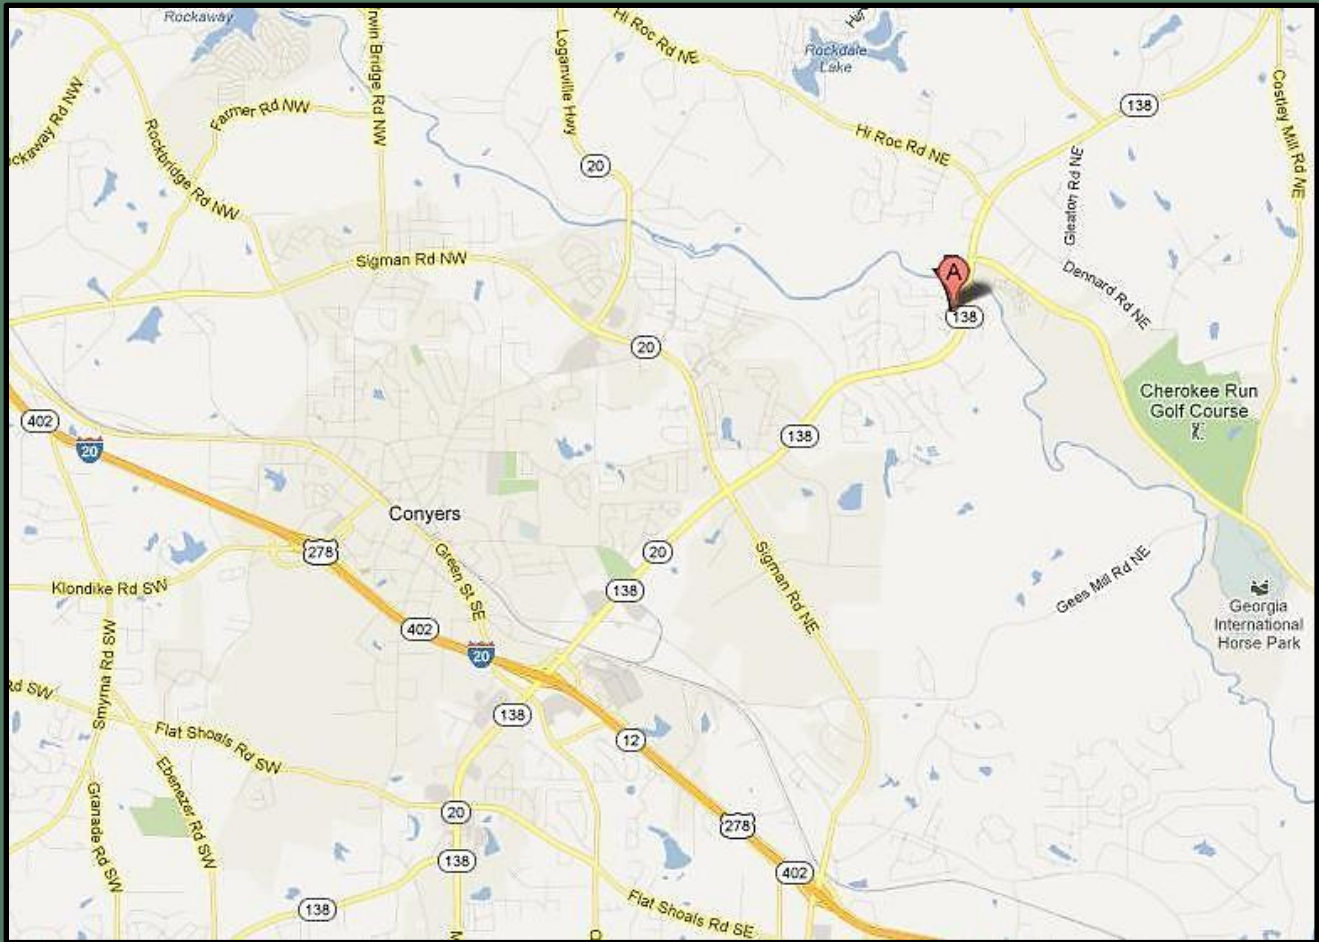 Rockaway
Irwin Bridge Rd NW
Loganville Hwy
Hi Roc Rd NE
Rockdale
Lake
138
Costley Mill Rd NE
ckaway Rd NW
Farmer Rd NW
Rockbridge Rd NW
20
Hi Roc Rd NE
Gleaton Rd NE
Sigman Rd NW
A
Dennard Rd NE
138
20
Cherokee Run
Golf Course
402
20
138
Conyers
278
20
Green St SE
Sigman Rd NE
Gees Mill Rd NE
Klondike Rd SW
138
Georgia
International
Horse Park
402
20
Smyrna Rd SW
Rd SW
138
Flat Shoals Rd SW
12
Ebenezer Rd SW
Granade Rd SW
20
278
138
402
138
Flat Shoals Rd SE